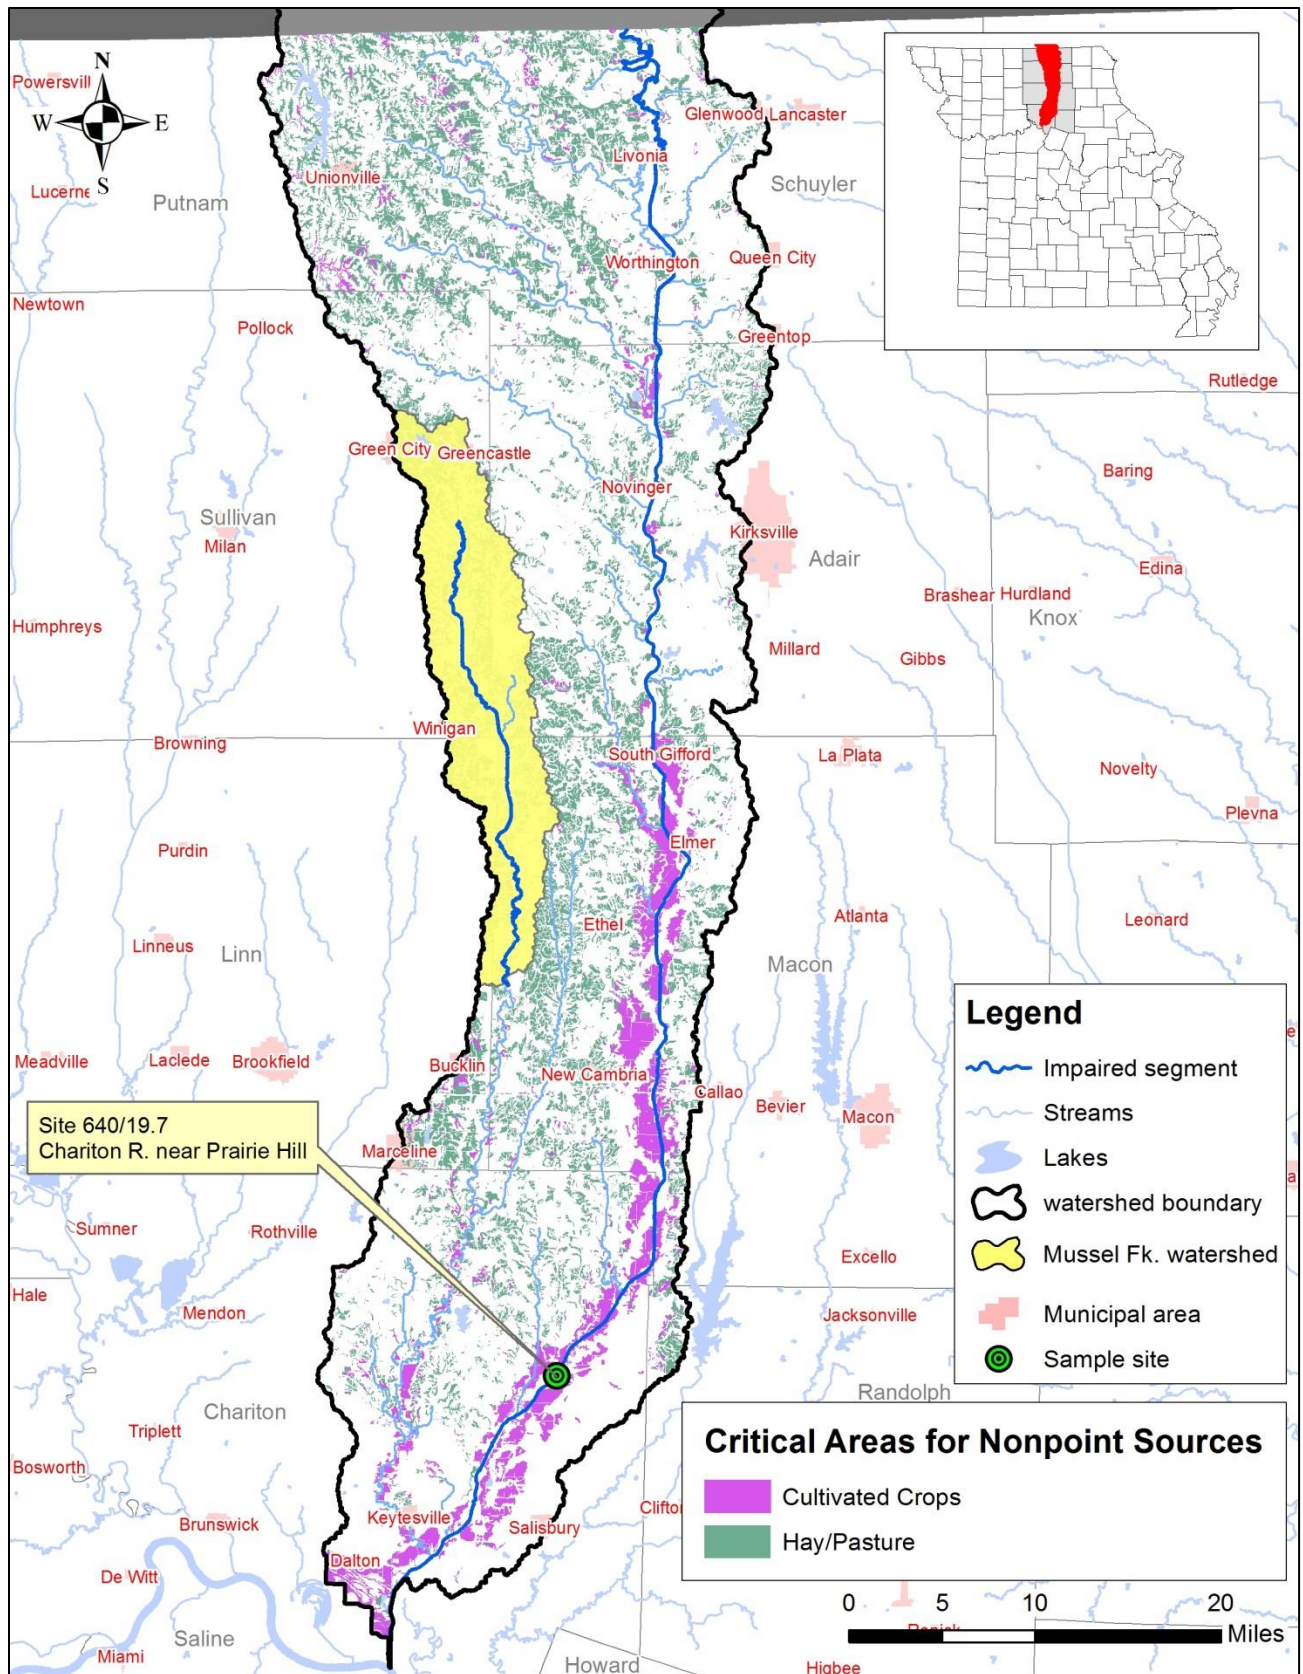 N
W
E
S
Powersvill
Lucerne
Putnam
Unionville
Glenwood
Lancaster
Livonia
Schuyler
Worthington
Queen City
Newtown
Pollock
Greentop
Rutledge
Green City
Greencastle
Novinger
Baring
Sullivan
Milan
Kirksville
Adair
Edina
Brashear
Hurdland
Knox
Humphreys
Millard
Gibbs
Winigan
Browning
South Gifford
La Plata
Novelty
Plevna
Purdin
Elmer
Ethel
Atlanta
Leonard
Linneus
Linn
Macon
Meadville
Laclede
Brookfield
Bucklin
New Cambria
Callao
Bevier
Macon
Site 640/19.7
Chariton R. near Prairie Hill
Marceline
Sumner
Rothville
Excello
Hale
Mendon
Jacksonville
Randolph
Chariton
Triplett
Bosworth
Brunswick
Keytesville
Salisbury
Clifto
Dalton
De Witt
Saline
Miami
Howard
Higbee
Legend
Impaired segment
Streams
Lakes
watershed boundary
Mussel Fk. watershed
Municipal area
Sample site
Critical Areas for Nonpoint Sources
Cultivated Crops
Hay/Pasture
0 5 10 20
Miles